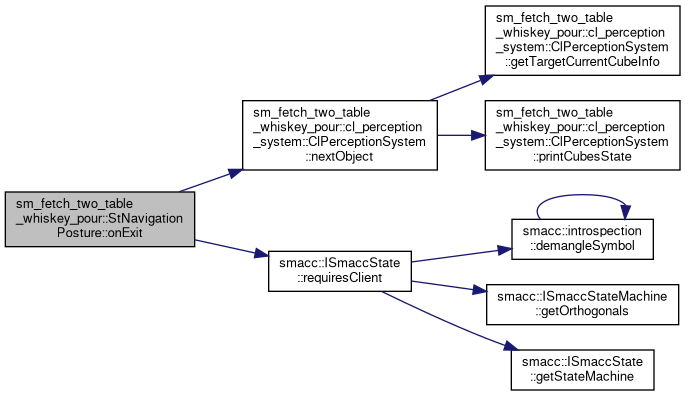 sm_fetch_two_table
_whiskey_pour::StNavigation
Posture::onExit
sm_fetch_two_table
_whiskey_pour::cl_perception
_system::ClPerceptionSystem
::nextObject
sm_fetch_two_table
_whiskey_pour::cl_perception
_system::ClPerceptionSystem
::getTargetCurrentCubeInfo
sm_fetch_two_table
_whiskey_pour::cl_perception
_system::ClPerceptionSystem
::printCubesState
smacc::ISmaccState
::requiresClient
smacc::introspection
::demangleSymbol
smacc::ISmaccStateMachine
::getOrthogonals
smacc::ISmaccState
::getStateMachine